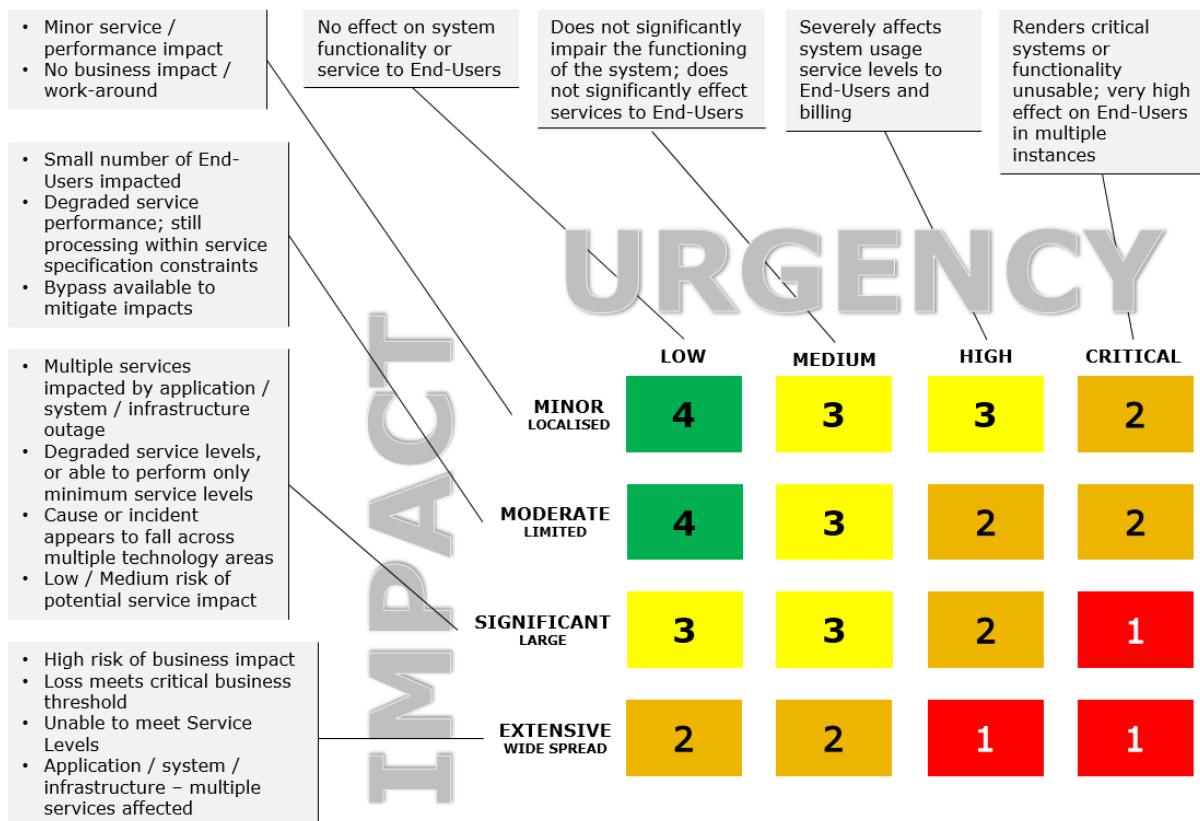 • Minor service /
performance impact
• No business impact /
work-around
No effect on system
functionality or
service to End-Users
Does not significantly
impair the functioning
of the system; does
not significantly effect
services to End-Users
Severely affects
system usage
service levels to
End-Users and
billing
Renders critical
systems or
functionality
unusable; very high
effect on End-Users
in multiple
instances
• Small number of End-
Users impacted
• Degraded service
performance; still
processing within service
specification constraints
• Bypass available to
mitigate impacts
• Multiple services
impacted by application /
system / infrastructure
outage
• Degraded service levels,
or able to perform only
minimum service levels
• Cause or incident
appears to fall across
multiple technology areas
• Low / Medium risk of
potential service impact
• High risk of business impact
• Loss meets critical business
threshold
• Unable to meet Service
Levels
• Application / system /
infrastructure – multiple
services affected
URGENCY
IMPACT
LOW MEDIUM HIGH CRITICAL
MINOR
LOCALISED
4 3 3 2
MODERATE
LIMITED
4 3 2 2
SIGNIFICANT
LARGE
3 3 2 1
EXTENSIVE
WIDE SPREAD
2 2 1 1